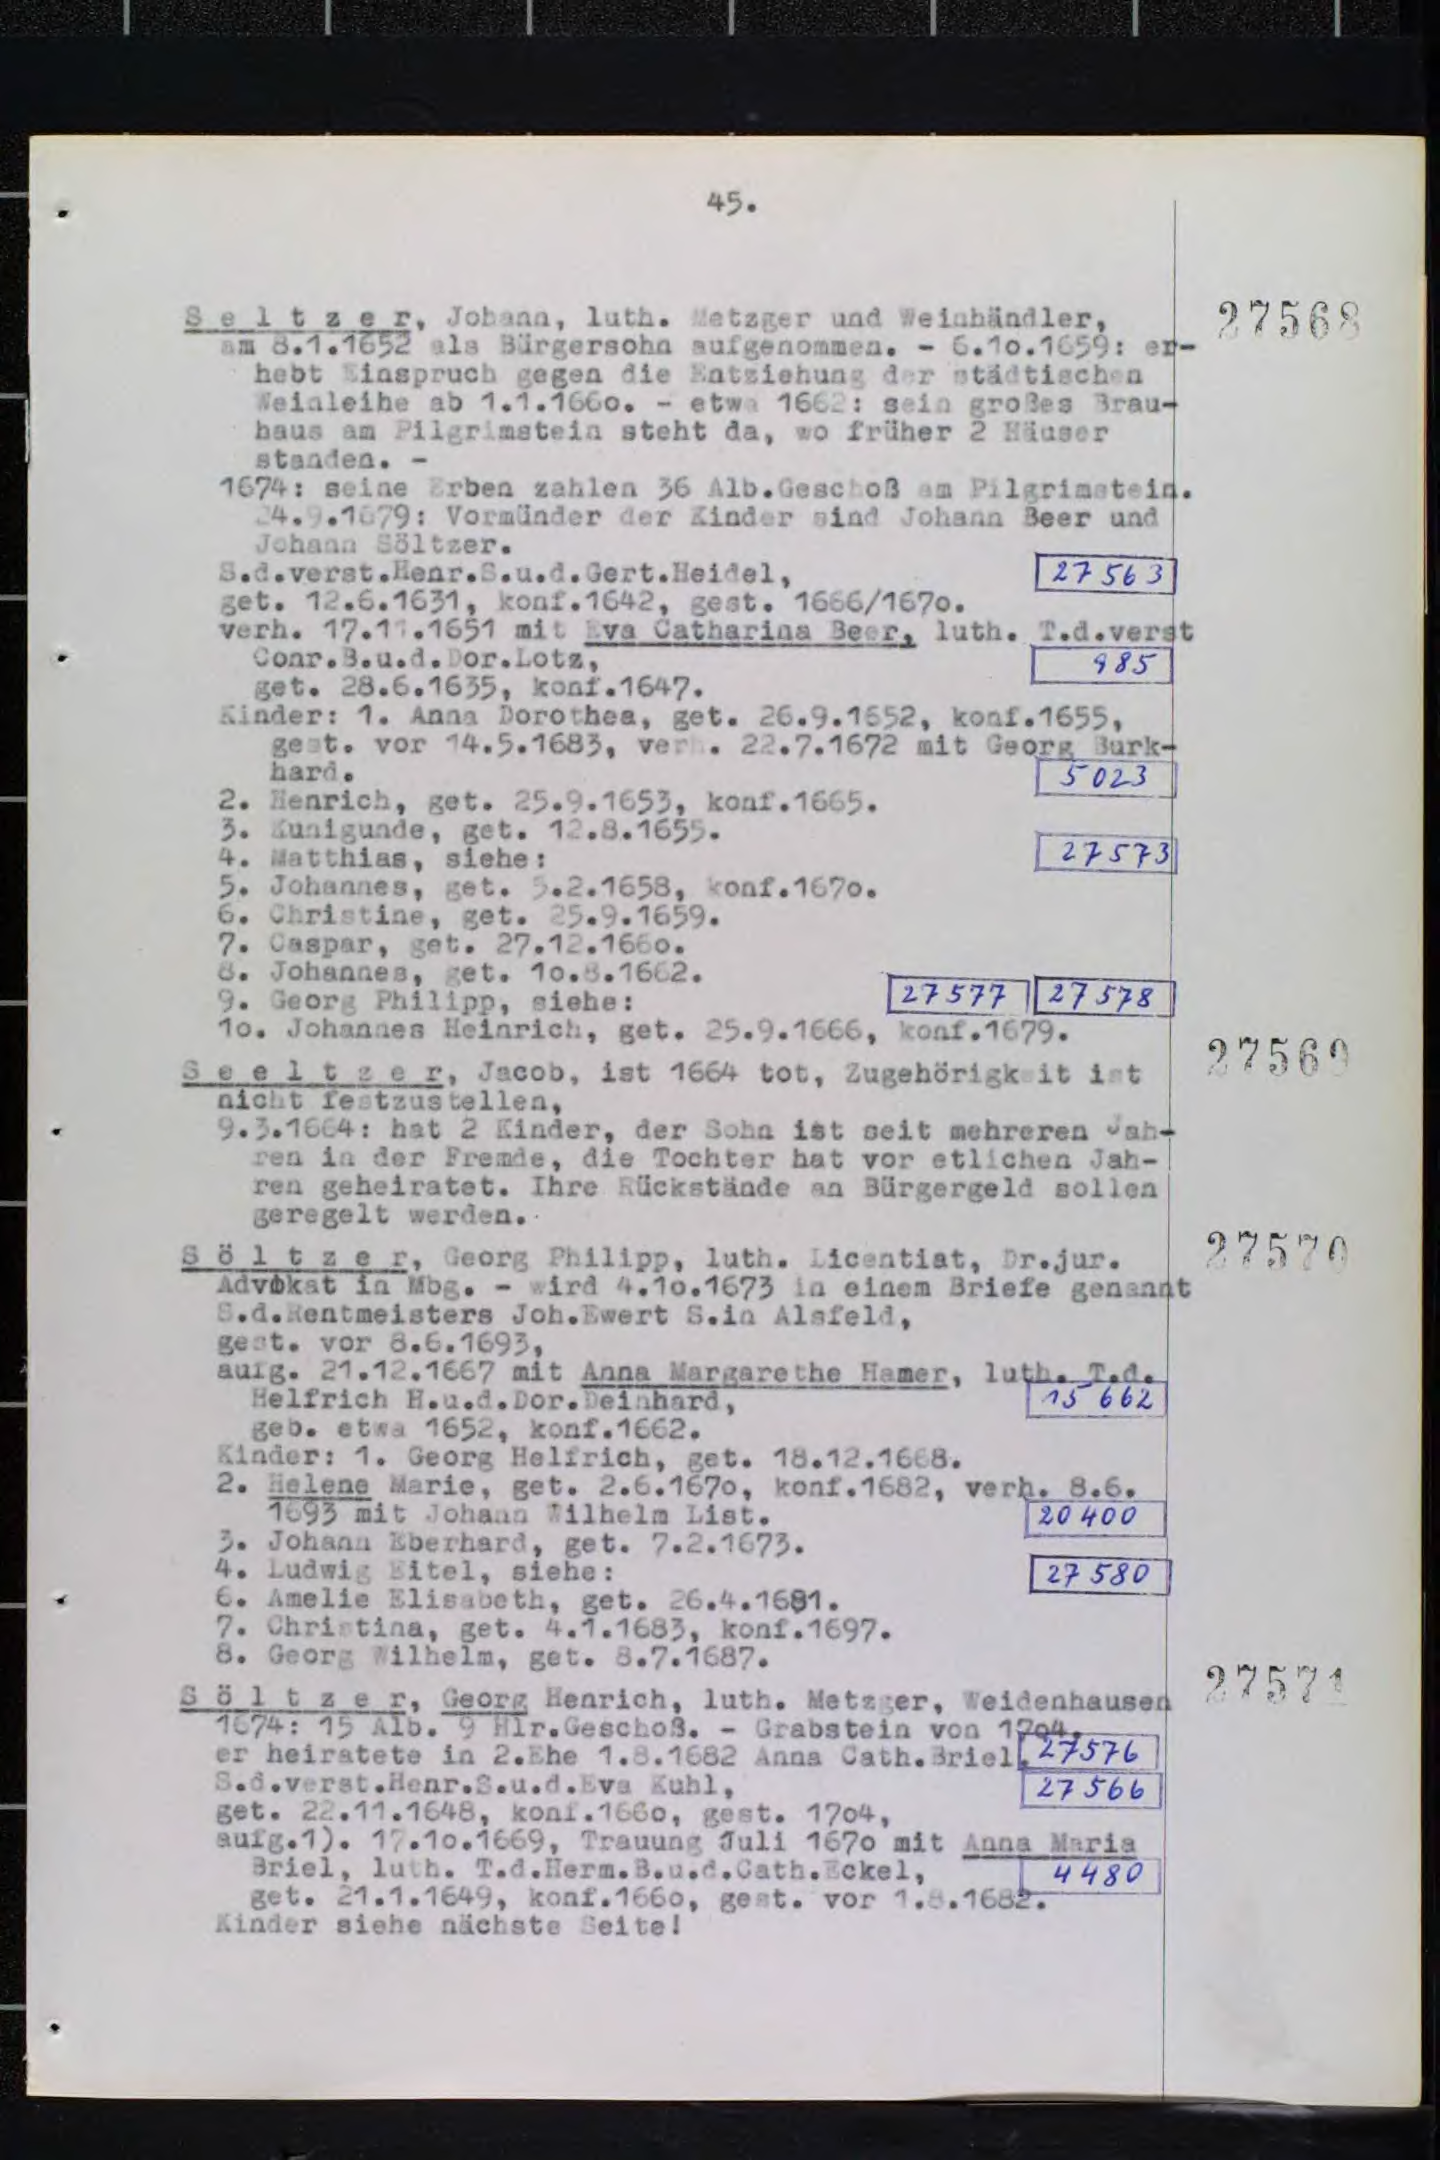 45.
Seltzer, Johann, luth. Metzger und Weinhändler, 27568
am 8.1.1652 als Bürgersohn aufgenommen. - 6.10.1659: er-
hebt Einspruch gegen die Entziehung der städtischen
Weinleihe ab 1.1.1660. - etwa 1662: sein großes Brau-
haus am Pilgrimstein steht da, wo früher 2 Häuser
standen. -
1674: seine Erben zahlen 36 Alb.Geschoß am Pilgrimstein.
24.9.1679: Vormünder der Kinder sind Johann Beer und
Johann Söltzer.
S.d.verst.Henr.S.u.d.Gert.Heidel, 27563
get. 12.6.1631, konf.1642, gest. 1666/1670.
verh. 17.11.1651 mit Eva Catharina Beer, luth. T.d.verst
Conr.B.u.d.Dor.Lotz, 985
get. 28.6.1635, konf.1647.
Kinder: 1. Anna Dorothea, get. 26.9.1652, konf.1655,
gest. vor 14.5.1683, verh. 22.7.1672 mit Georg Burk-
hard. 5023
2. Henrich, get. 25.9.1653, konf.1665.
3. Kunigunde, get. 12.8.1655.
4. Matthias, siehe: 27573
5. Johannes, get. 5.2.1658, konf.1670.
6. Christine, get. 25.9.1659.
7. Caspar, get. 27.12.1660.
8. Johannes, get. 10.8.1662.
9. Georg Philipp, siehe: 27577 27578
10. Johannes Heinrich, get. 25.9.1666, konf.1679.
Seeltzer, Jacob, ist 1664 tot, Zugehörigkeit ist 27569
nicht festzustellen,
9.3.1664: hat 2 Kinder, der Sohn ist seit mehreren Jah-
ren in der Fremde, die Tochter hat vor etlichen Jah-
ren geheiratet. Ihre Rückstände an Bürgergeld sollen
geregelt werden.
Söltzer, Georg Philipp, luth. Licentiat, Dr.jur. 27570
Advokat in Mbg. - wird 4.10.1673 in einem Briefe genannt
S.d.Rentmeisters Joh.Ewert S.in Alsfeld,
gest. vor 8.6.1693,
aufg. 21.12.1667 mit Anna Margarethe Hamer, luth. T.d.
Helfrich H.u.d.Dor.Deinhard, 15 662
geb. etwa 1652, konf.1662.
Kinder: 1. Georg Helfrich, get. 18.12.1668.
2. Helene Marie, get. 2.6.1670, konf.1682, verh. 8.6.
1693 mit Johann Wilhelm List. 20400
3. Johann Eberhard, get. 7.2.1673.
4. Ludwig Eitel, siehe: 27580
6. Amelie Elisabeth, get. 26.4.1681.
7. Christina, get. 4.1.1683, konf.1697.
8. Georg Wilhelm, get. 8.7.1687.
Söltzer, Georg Henrich, luth. Metzger, Weidenhausen 27571
1674: 15 Alb. 9 Hlr.Geschoß. - Grabstein von 1704.
er heiratete in 2.Ehe 1.8.1682 Anna Cath.Briel. 27576
S.d.verst.Henr.S.u.d.Eva Kuhl, 27566
get. 22.11.1648, konf.1660, gest. 1704,
aufg.1). 17.10.1669, Trauung Juli 1670 mit Anna Maria
Briel, luth. T.d.Herm.B.u.d.Cath.Eckel, 4480
get. 21.1.1649, konf.1660, gest. vor 1.8.1682.
Kinder siehe nächste Seite!